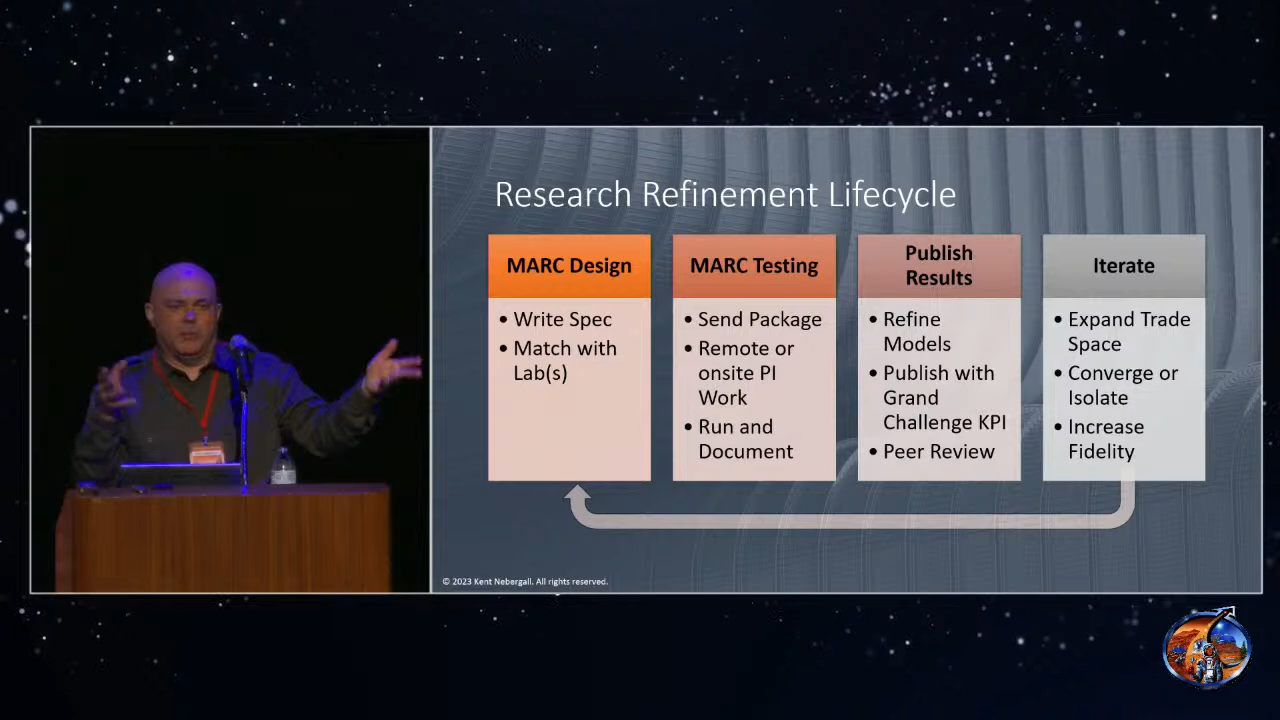 Research Refinement Lifecycle
MARC Design
• Write Spec
• Match with
Lab(s)
MARC Testing
• Send Package
• Remote or
onsite PI
Work
• Run and
Document
Publish
Results
• Refine
Models
• Publish with
Grand
Challenge KPI
• Peer Review
Iterate
• Expand Trade
Space
• Converge or
Isolate
• Increase
Fidelity
© 2023 Kent Nebergall. All rights reserved.